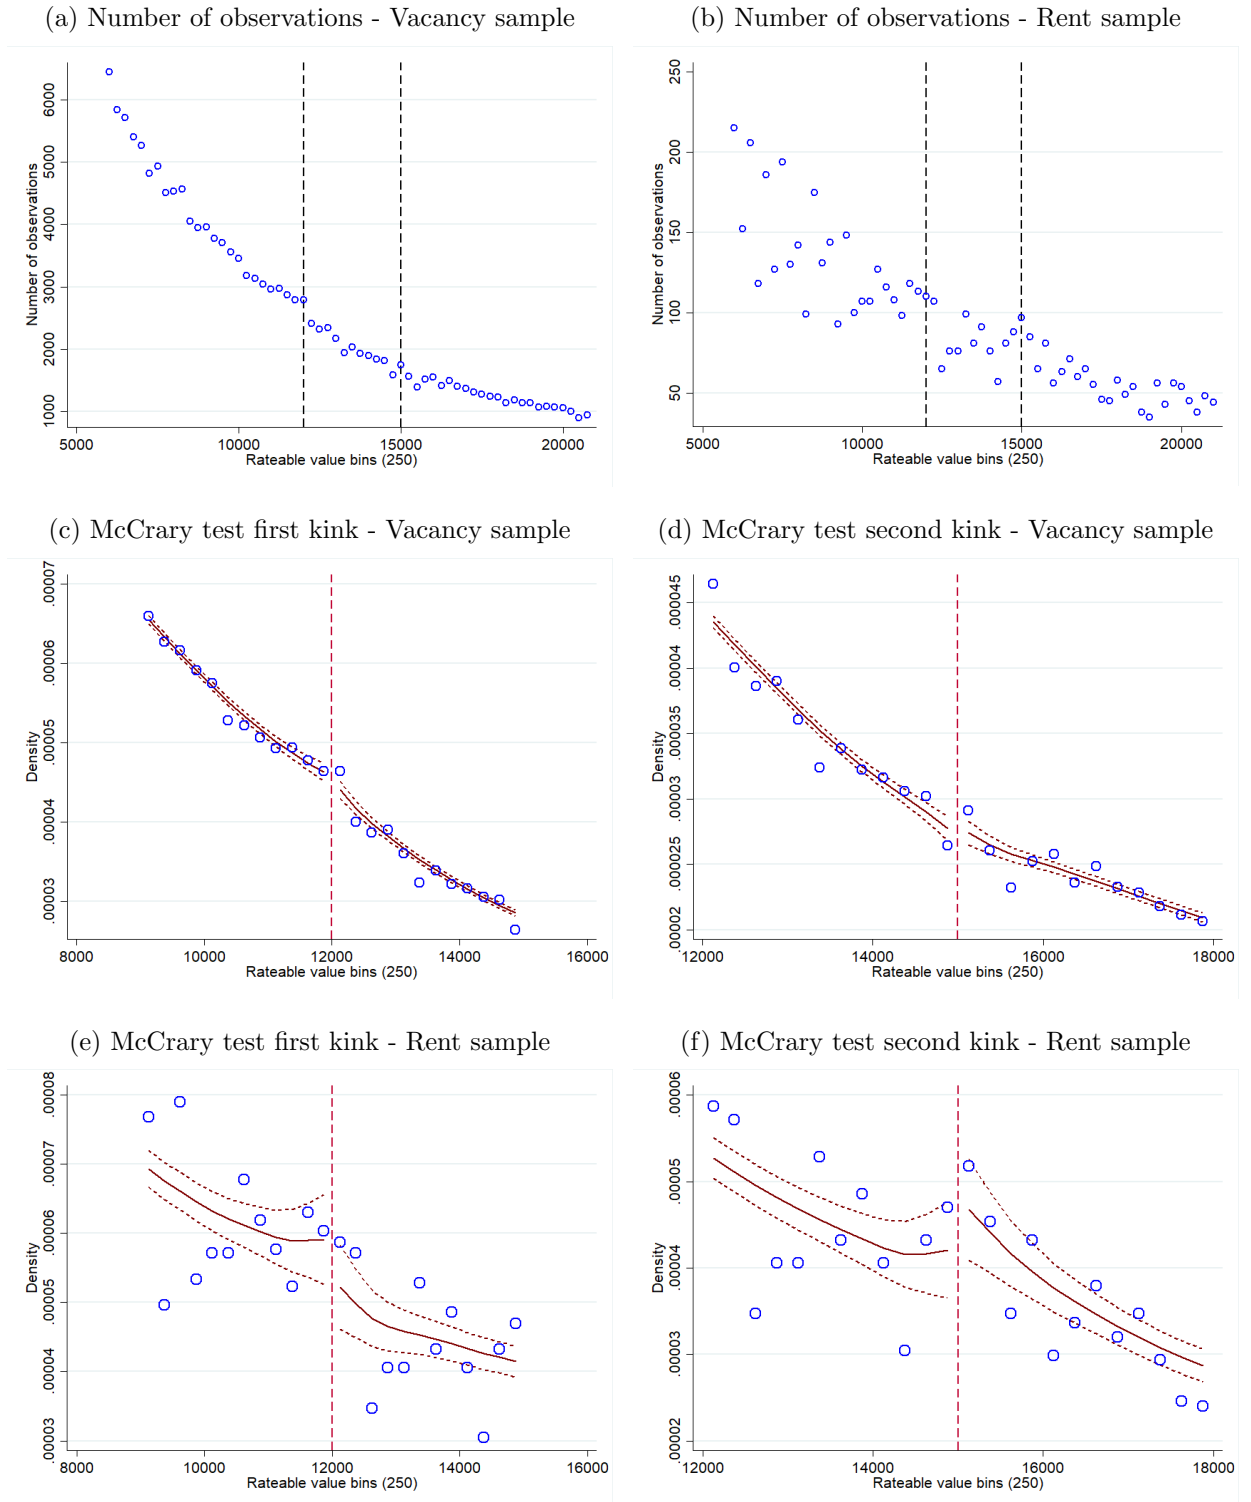 (a) Number of observations - Vacancy sample
Number of observations
6000
5000
4000
3000
2000
1000
5000 10000 15000 20000
Rateable value bins (250)
(b) Number of observations - Rent sample
Number of observations
250
200
150
100
50
5000 10000 15000 20000
Rateable value bins (250)
(c) McCrary test first kink - Vacancy sample
Density
.00007
.00006
.00005
.00004
.00003
8000 10000 12000 14000 16000
Rateable value bins (250)
(d) McCrary test second kink - Vacancy sample
Density
.000045
.00004
.000035
.00003
.000025
.00002
12000 14000 16000 18000
Rateable value bins (250)
(e) McCrary test first kink - Rent sample
Density
.00008
.00007
.00006
.00005
.00004
.00003
8000 10000 12000 14000 16000
Rateable value bins (250)
(f) McCrary test second kink - Rent sample
Density
.00006
.00005
.00004
.00003
.00002
12000 14000 16000 18000
Rateable value bins (250)